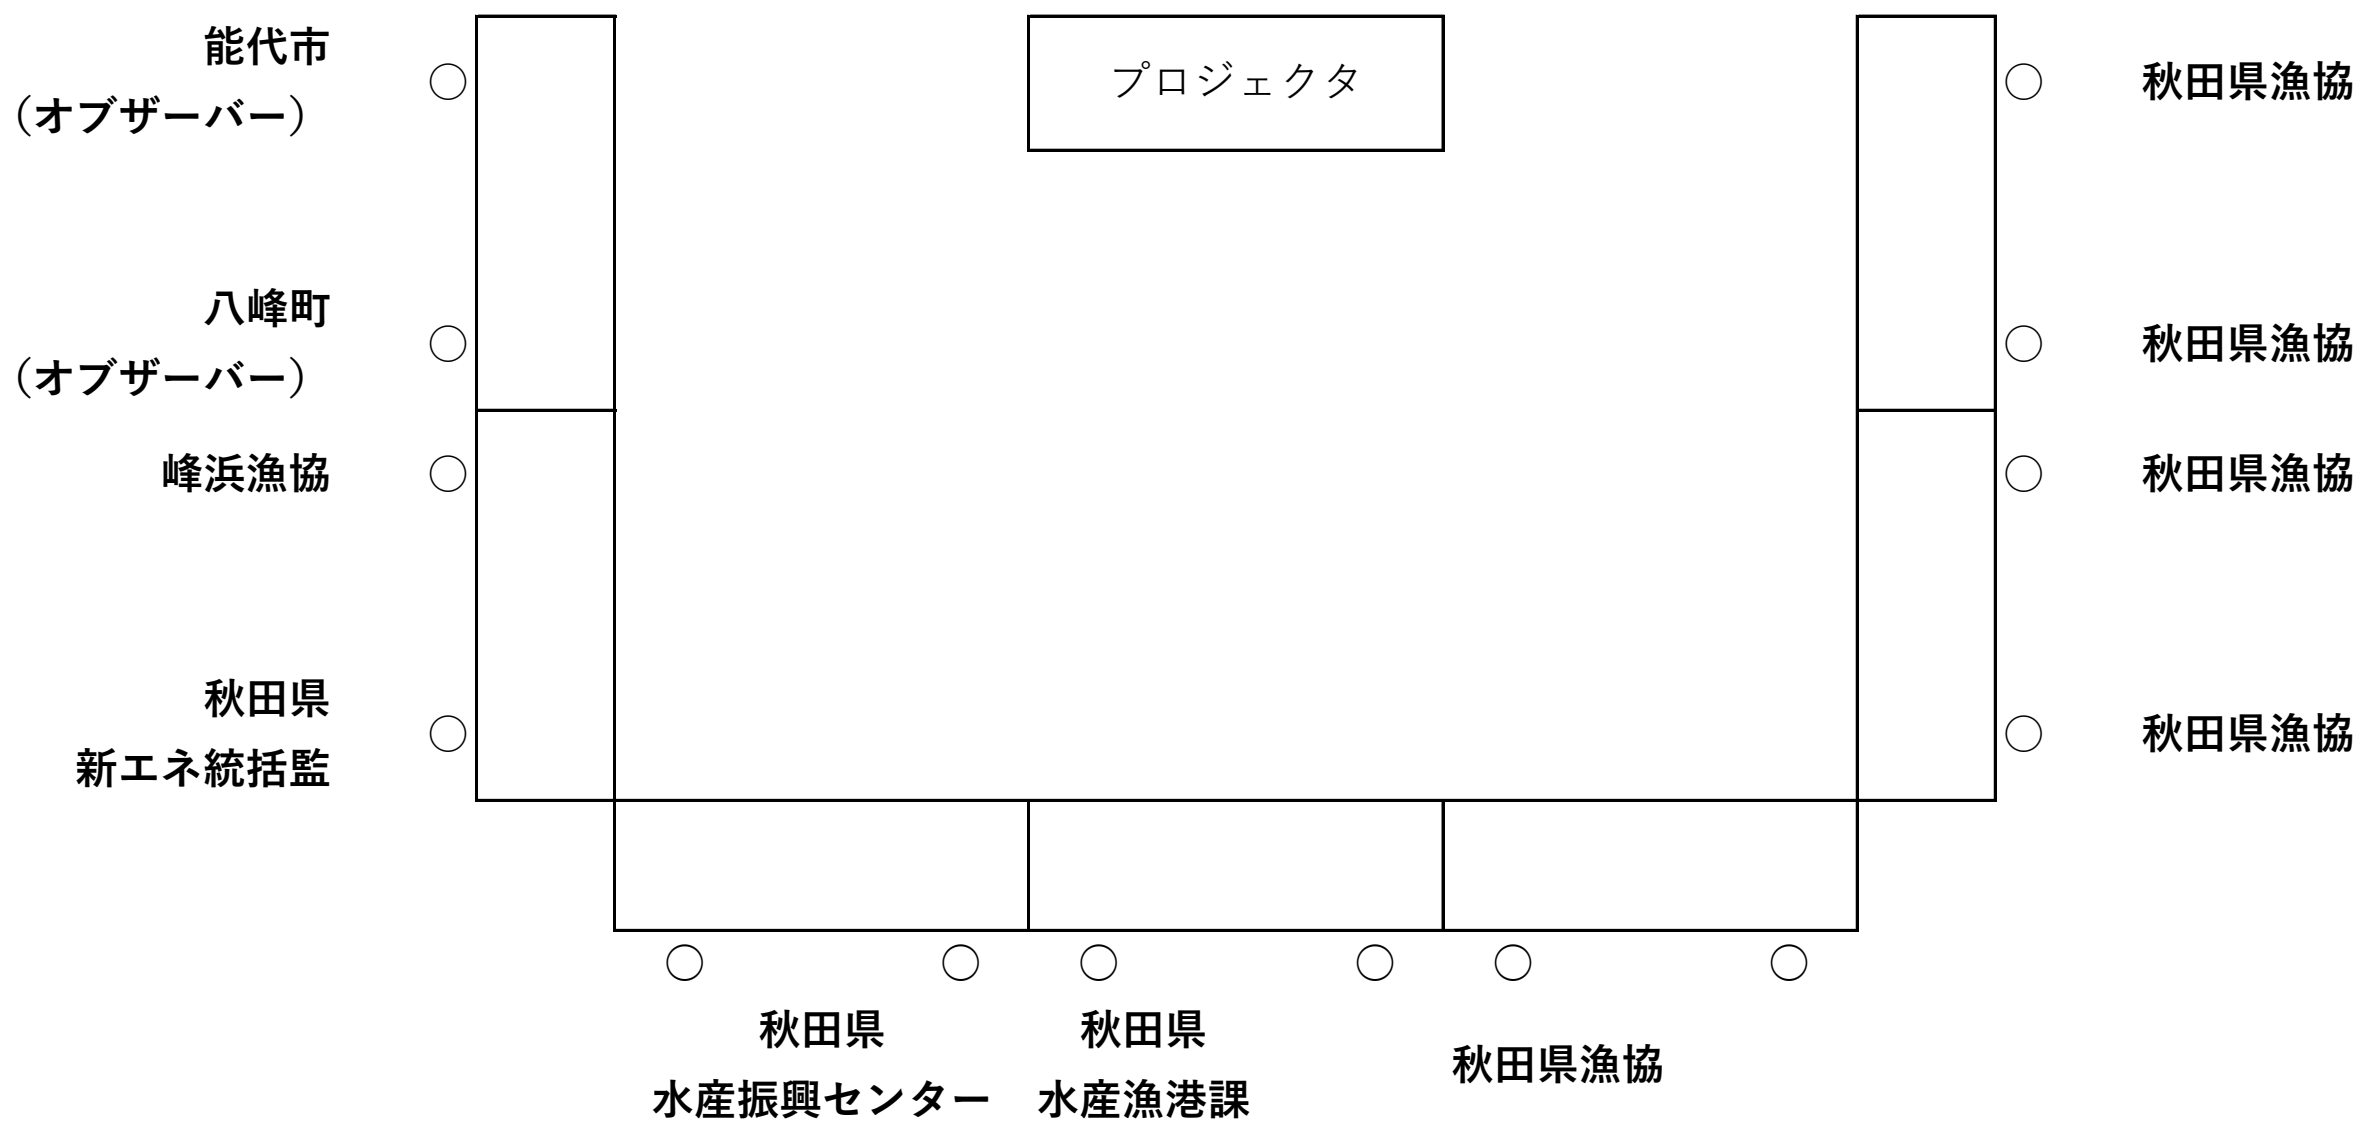 能代市
（オブザーバー）
プロジェクタ
秋田県漁協
八峰町
（オブザーバー）
秋田県漁協
峰浜漁協
秋田県漁協
秋田県
新エネ統括監
秋田県漁協
秋田県
水産振興センター
秋田県
水産漁港課
秋田県漁協